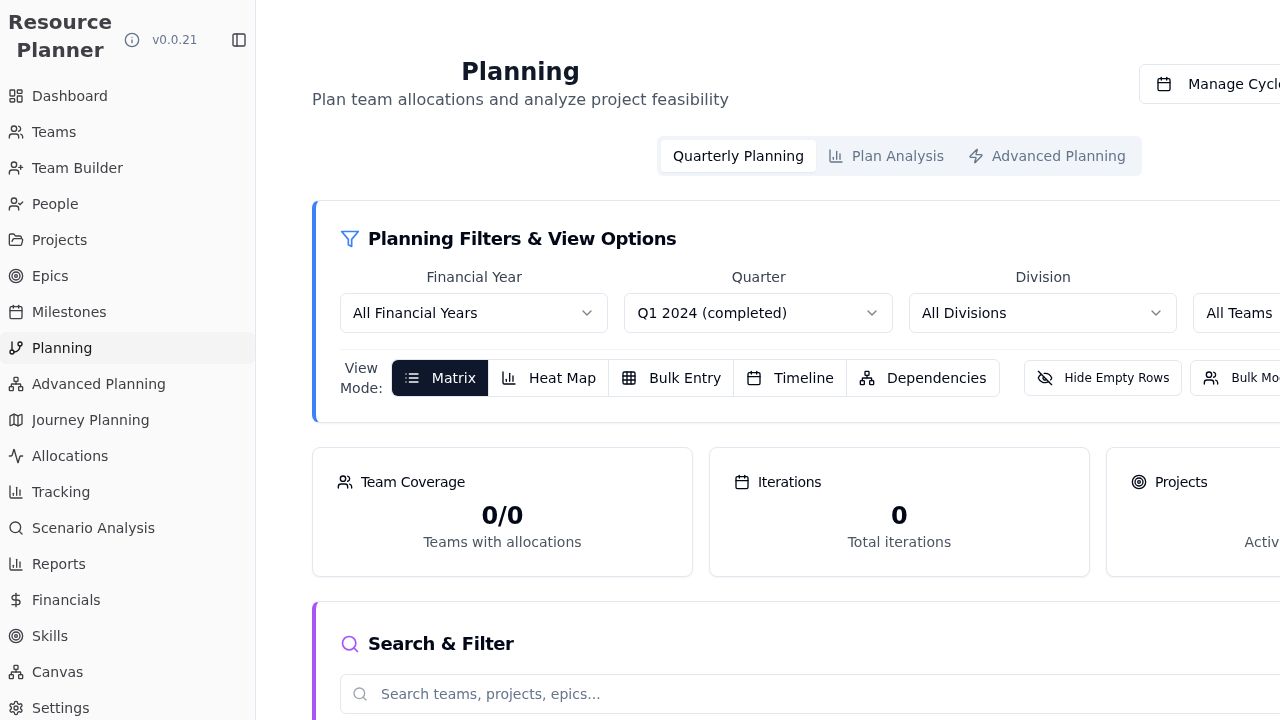 Resource
Planner
v0.0.21
Dashboard
Teams
Team Builder
People
Projects
Epics
Milestones
Planning
Advanced Planning
Journey Planning
Allocations
Tracking
Scenario Analysis
Reports
Financials
Skills
Canvas
Settings
Planning
Plan team allocations and analyze project feasibility
Manage Cycl
Quarterly Planning
Plan Analysis
Advanced Planning
Planning Filters & View Options
Financial Year
Quarter
Division
All Financial Years
Q1 2024 (completed)
All Divisions
All Teams
View
Mode:
Matrix
Heat Map
Bulk Entry
Timeline
Dependencies
Hide Empty Rows
Bulk Mo
Team Coverage
0/0
Teams with allocations
Iterations
0
Total iterations
Projects
Activ
Search & Filter
Search teams, projects, epics...